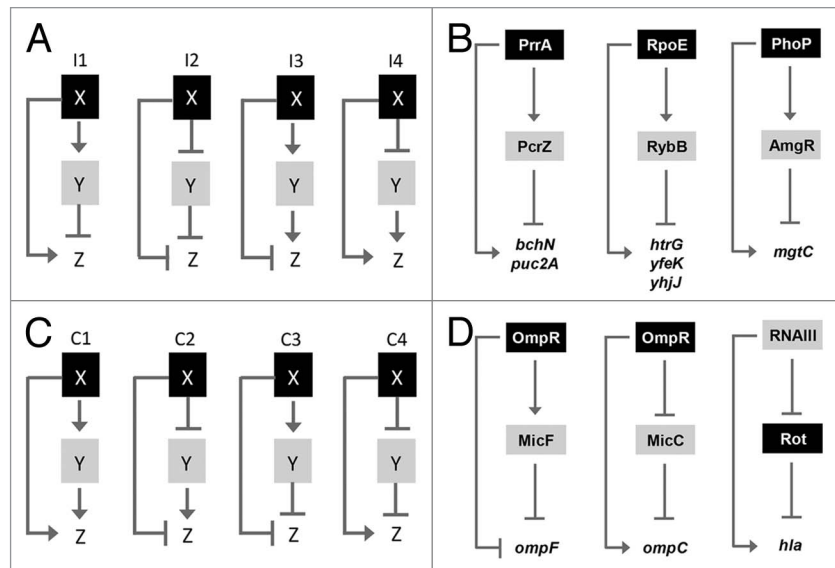 A
I1 I2 I3 I4
X X X X
Y Y Y Y
Z Z Z Z
B
PrrA RpoE PhoP
PcrZ RybB AmgR
bchN htrG mgtC
puc2A yfeK
yhjJ
C
C1 C2 C3 C4
X X X X
Y Y Y Y
Z Z Z Z
D
OmpR OmpR RNAIII
MicF MicC Rot
ompF ompC hla